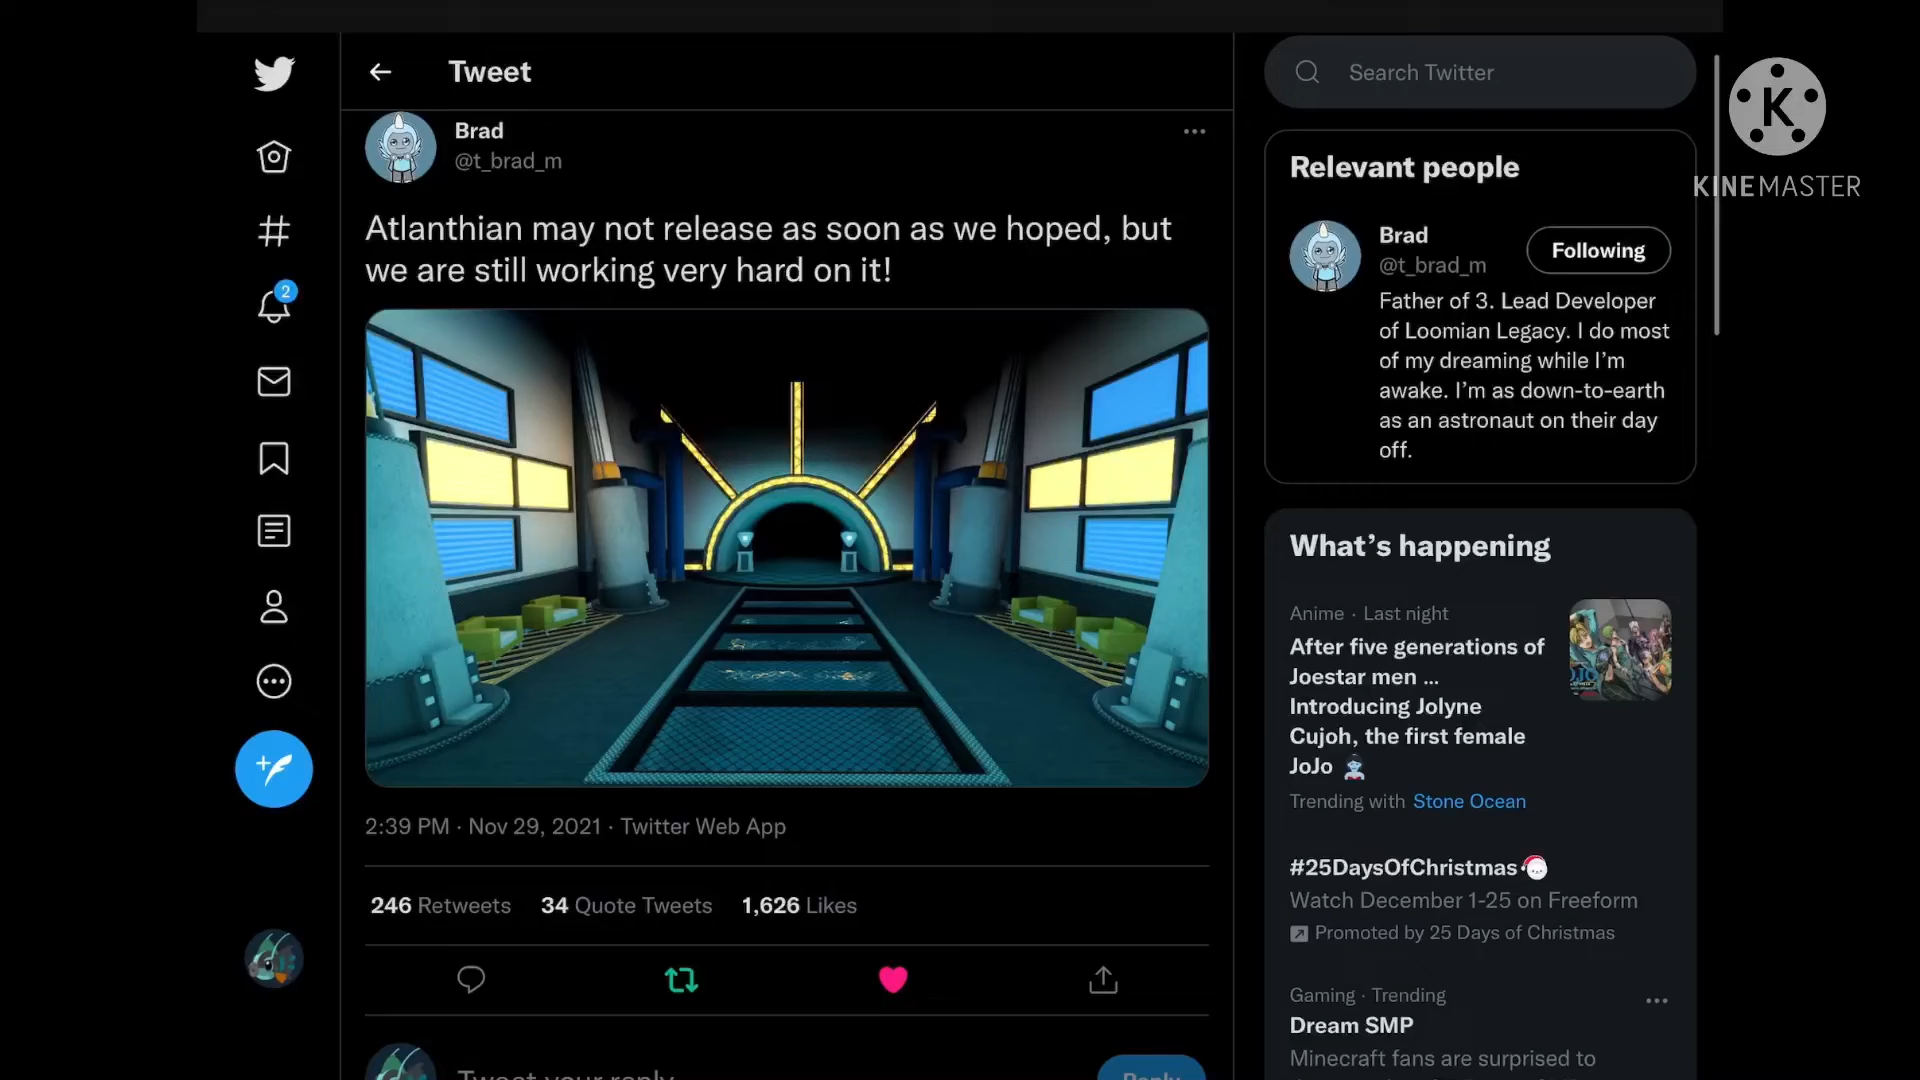 Tweet
Brad
@t_brad_m
Atlanthian may not release as soon as we hoped, but
we are still working very hard on it!
2:39 PM · Nov 29, 2021 · Twitter Web App
246 Retweets 34 Quote Tweets 1,626 Likes
Tweet your reply
Reply
2
Search Twitter
Relevant people
Brad
@t_brad_m
Following
Father of 3. Lead Developer
of Loomian Legacy. I do most
of my dreaming while I'm
awake. I'm as down-to-earth
as an astronaut on their day
off.
What's happening
Anime · Last night
After five generations of
Joestar men ...
Introducing Jolyne
Cujoh, the first female
JoJo
Trending with Stone Ocean
#25DaysOfChristmas
Watch December 1-25 on Freeform
Promoted by 25 Days of Christmas
Gaming · Trending
Dream SMP
Minecraft fans are surprised to
K
KINEMASTER